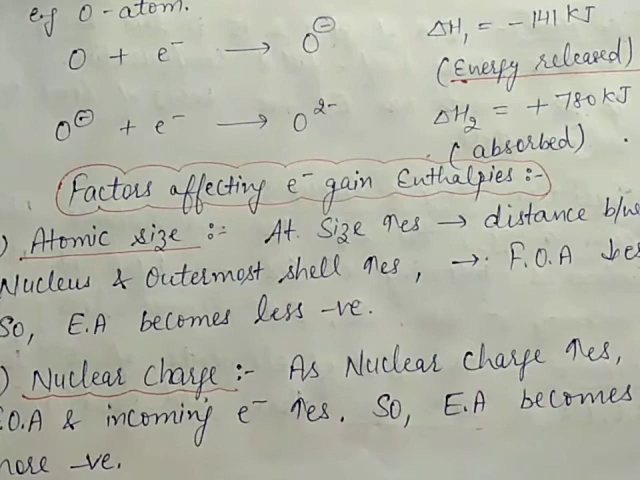 e.g O-atom.
O + e⁻ → O⊖ ΔH₁ = - 141 KJ
(Energy released)
O⊖ + e⁻ → O²⁻ ΔH₂ = + 780 KJ
(absorbed).
Factors affecting e⁻ gain Enthalpies :-
) Atomic size :- At. Size ↑es → distance b/w
Nucleus & Outermost shell ↑es, → F.O.A ↓es
So, E.A becomes less -ve.
) Nuclear Charge :- As Nuclear charge ↑es,
F.O.A & incoming e⁻ ↑es. So, E.A becomes
more -ve.